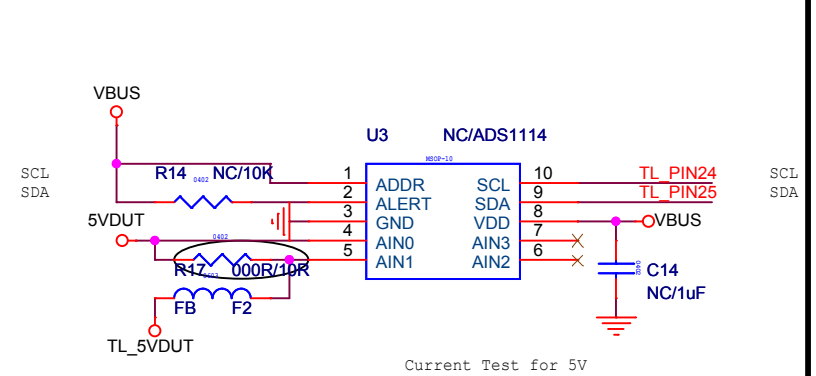 VBUS
U3 NC/ADS1114
MSOP-10
SCL R14 0402 NC/10K 1 ADDR SCL 10 TL_PIN24 SCL
SDA 2 ALERT SDA 9 TL_PIN25 SDA
5VDUT 3 GND VDD 8 VBUS
0402 4 AIN0 AIN3 7
R17 000R/10R 5 AIN1 AIN2 6 0402 C14
0603
NC/1uF
FB F2
TL_5VDUT
Current Test for 5V